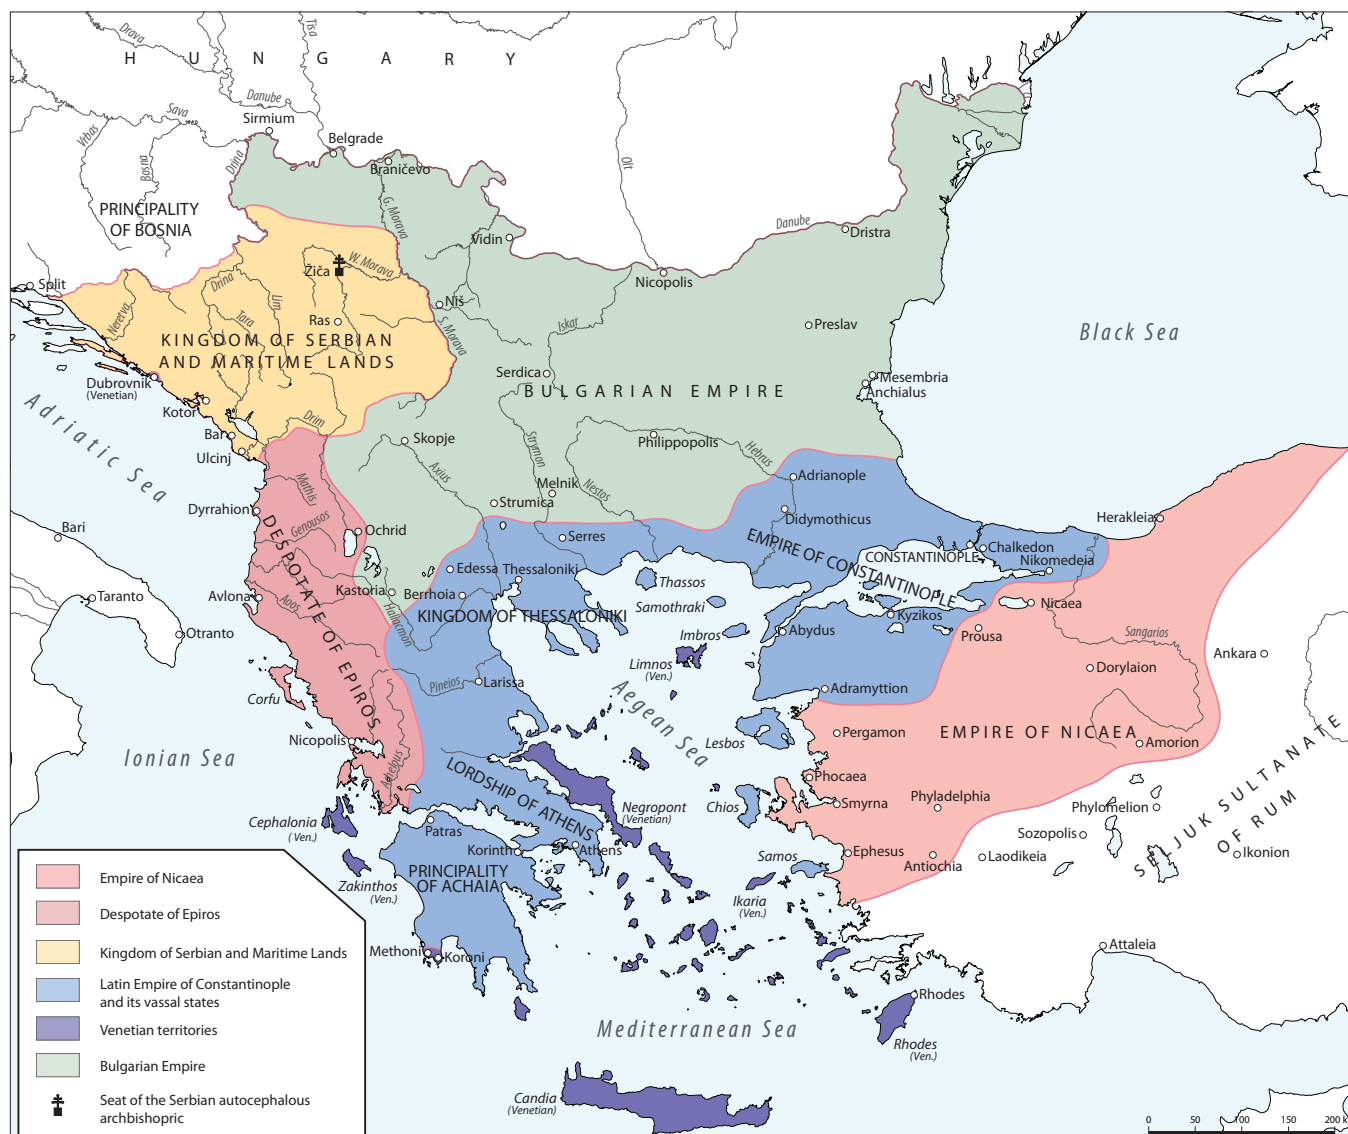 Drava
Tisa
H U N G A R Y
Danube
Sava
Sirmium
Vrbas
Bosna
Drina
Belgrade
Braničevo
Olt
G. Morava
PRINCIPALITY
OF BOSNIA
Danube
Dristra
Vidin
Žiča
W. Morava
Split
Drina
Lim
Nicopolis
Niš
Neretva
Tara
Ras
S. Morava
Iskar
Preslav
Black Sea
KINGDOM OF SERBIAN
AND MARITIME LANDS
Dubrovnik
(Venetian)
Serdica
BULGARIAN EMPIRE
Mesembria
Anchialus
Kotor
Adriatic Sea
Drim
Bar
Ulcinj
Skopje
Axius
Strymon
Philippopolis
Hebrus
Mathis
Melnik
Nestos
Adrianople
Strumica
Dyrrahion
Genousos
Ochrid
Didymothicus
Herakleia
Bari
DESPOTATE OF EPIROS
Serres
EMPIRE OF CONSTANTINOPLE
CONSTANTINOPLE
Chalkedon
Nikomedeia
Edessa
Thessaloniki
Thassos
Taranto
Avlona
Aoos
Kastoria
Berrhoia
Haliacman
KINGDOM OF THESSALONIKI
Samothraki
Kyzikos
Nicaea
Otranto
Imbros
Abydus
Prousa
Sangarios
Ankara
Limnos
(Ven.)
Dorylaion
Pineios
Larissa
Aegean Sea
Adramyttion
Corfu
Nicopolis
Ionian Sea
Lesbos
Pergamon
EMPIRE OF NICAEA
Amorion
Achelous
LORDSHIP OF ATHENS
Phocaea
Negropont
(Venetian)
Chios
Smyrna
Phyladelphia
Phylomelion
SELJUK SULTANATE
OF RUM
Cephalonia
(Ven.)
Patras
Sozopolis
Korinth
Athens
Samos
Ephesus
Antiochia
Laodikeia
Ikonion
PRINCIPALITY
OF ACHAIA
Zakinthos
(Ven.)
Ikaria
(Ven.)
Methoni
Koroni
Attaleia
Rhodes
Mediterranean Sea
Rhodes
(Ven.)
Candia
(Venetian)
Empire of Nicaea
Despotate of Epiros
Kingdom of Serbian and Maritime Lands
Latin Empire of Constantinople
and its vassal states
Venetian territories
Bulgarian Empire
Seat of the Serbian autocephalous
archbishopric
0 50 100 150 200